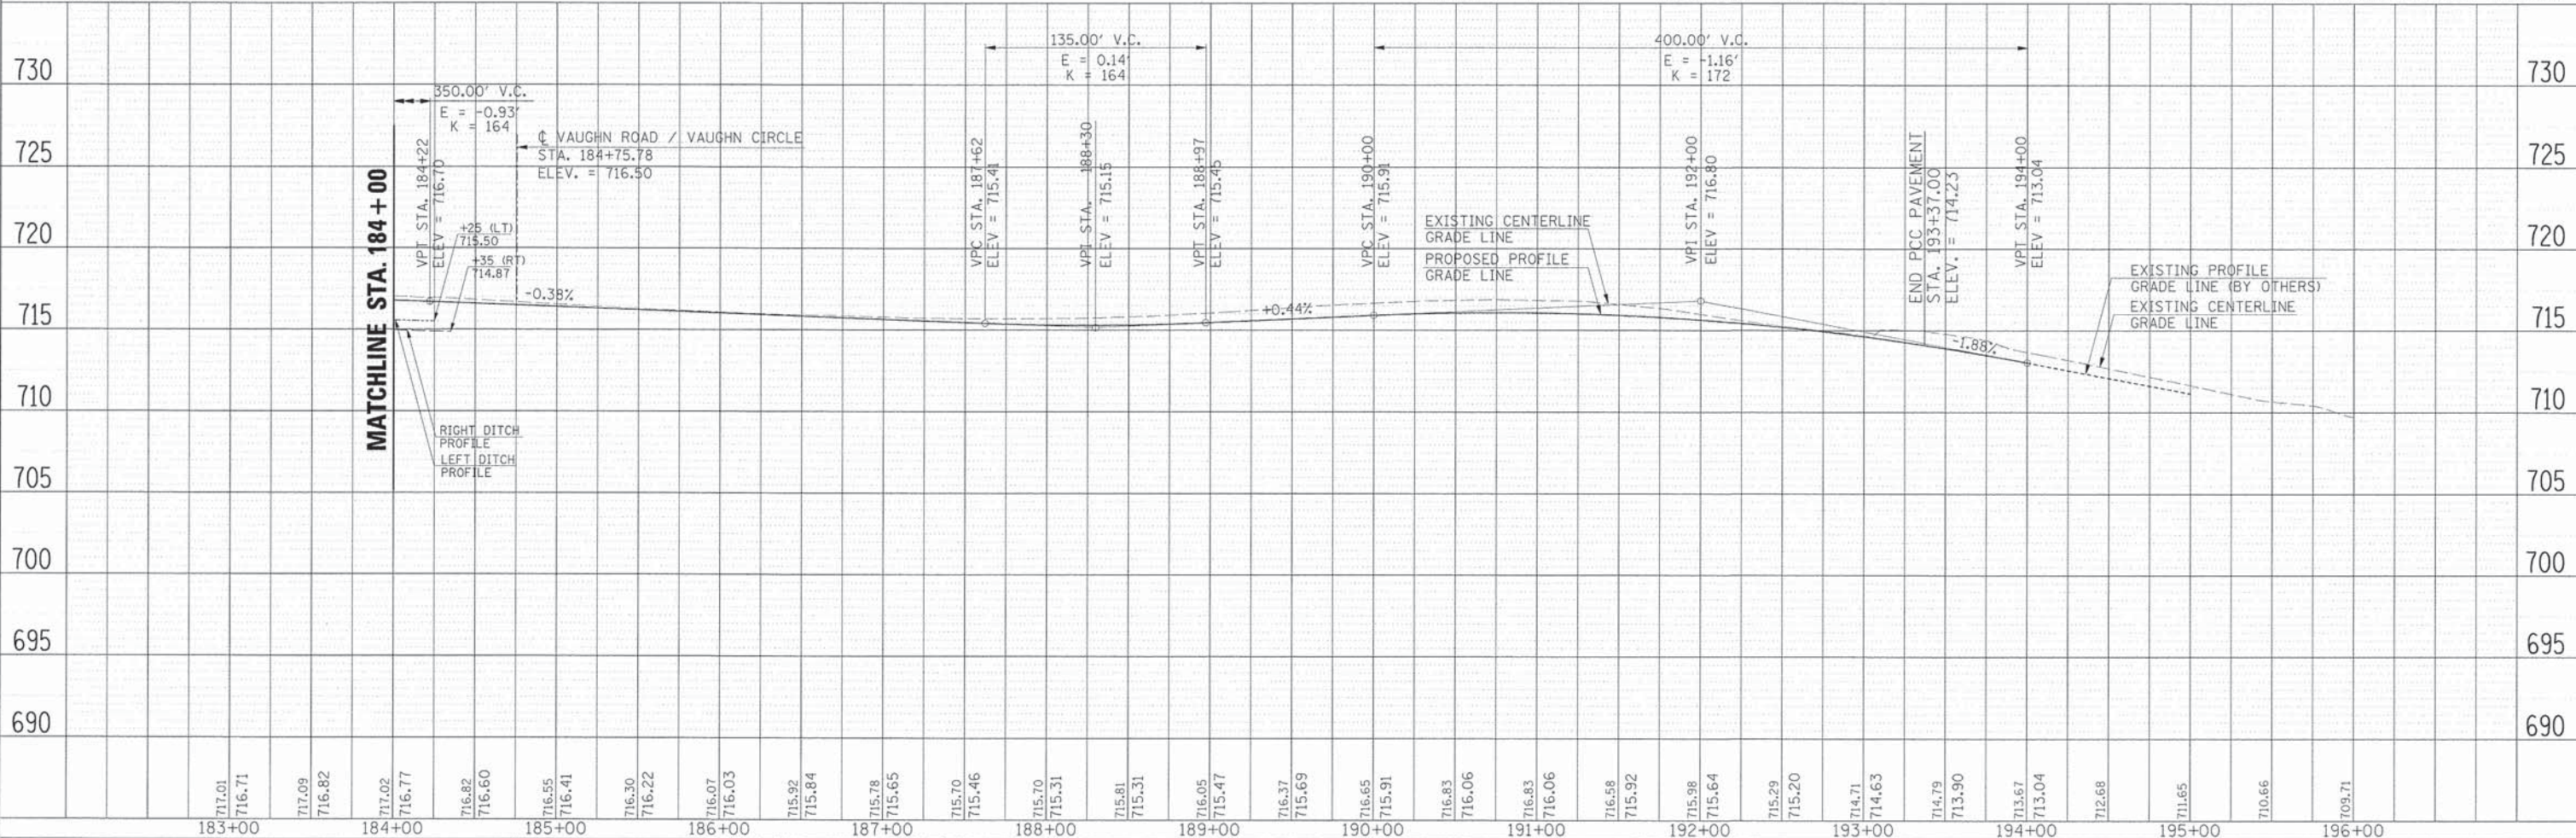 730
725
720
715
710
705
700
695
690
350.00' V.C.
E = -0.93'
K = 164
135.00' V.C.
E = 0.14'
K = 164
400.00' V.C.
E = -1.16'
K = 172
MATCHLINE STA. 184+00
VPT STA. 184+22
ELEV = 716.70
℄ VAUGHN ROAD / VAUGHN CIRCLE
STA. 184+75.78
ELEV. = 716.50
+25 (LT)
715.50
+35 (RT)
714.87
-0.38%
RIGHT DITCH
PROFILE
LEFT DITCH
PROFILE
VPC STA. 187+62
ELEV = 715.41
VPI STA. 188+30
ELEV = 715.15
VPT STA. 188+97
ELEV = 715.45
+0.44%
VPC STA. 190+00
ELEV = 715.91
EXISTING CENTERLINE
GRADE LINE
PROPOSED PROFILE
GRADE LINE
VPI STA. 192+00
ELEV = 716.80
END PCC PAVEMENT
STA. 193+37.00
ELEV. = 714.23
-1.88%
VPT STA. 194+00
ELEV = 713.04
EXISTING PROFILE
GRADE LINE (BY OTHERS)
EXISTING CENTERLINE
GRADE LINE
730
725
720
715
710
705
700
695
690
717.01
716.71
717.09
716.82
717.02
716.77
716.82
716.60
716.55
716.41
716.30
716.22
716.07
716.03
715.92
715.84
715.78
715.65
715.70
715.46
715.70
715.31
715.81
715.31
716.05
715.47
716.37
715.69
716.65
715.91
716.83
716.06
716.83
716.06
716.58
715.92
715.98
715.64
715.29
715.20
714.71
714.63
714.79
713.90
713.67
713.04
712.68
711.65
710.66
709.71
183+00
184+00
185+00
186+00
187+00
188+00
189+00
190+00
191+00
192+00
193+00
194+00
195+00
196+00